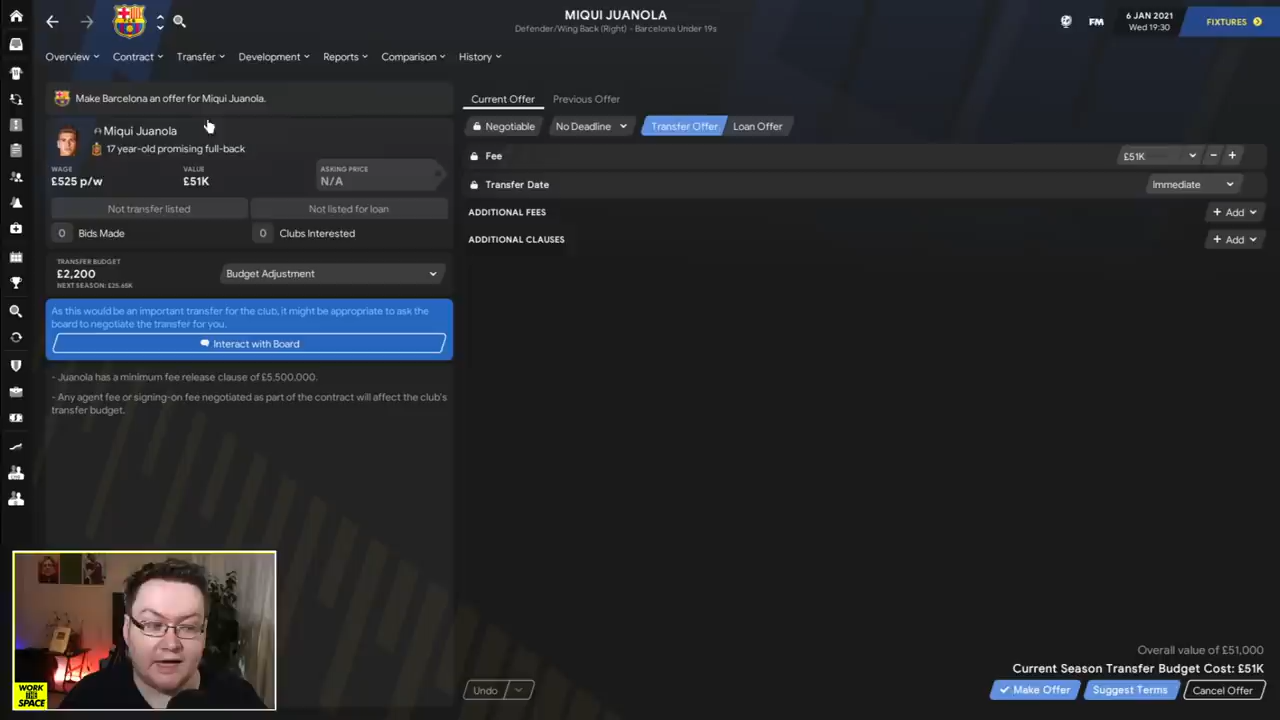 MIQUI JUANOLA
Defender/Wing Back (Right) - Barcelona Under 19s
FM
6 JAN 2021
Wed 19:30
FIXTURES
Overview
Contract
Transfer
Development
Reports
Comparison
History
Make Barcelona an offer for Miqui Juanola.
Miqui Juanola
17 year-old promising full-back
WAGE
£525 p/w
VALUE
£51K
ASKING PRICE
N/A
Not transfer listed
Not listed for loan
0 Bids Made
0 Clubs Interested
TRANSFER BUDGET
£2,200
NEXT SEASON: £25.65K
Budget Adjustment
As this would be an important transfer for the club, it might be appropriate to ask the
board to negotiate the transfer for you.
Interact with Board
- Juanola has a minimum fee release clause of £5,500,000.
- Any agent fee or signing-on fee negotiated as part of the contract will affect the club's
transfer budget.
Current Offer
Previous Offer
Negotiable
No Deadline
Transfer Offer
Loan Offer
Fee
£51K
- +
Transfer Date
Immediate
ADDITIONAL FEES
+ Add
ADDITIONAL CLAUSES
+ Add
Overall value of £51,000
Current Season Transfer Budget Cost: £51K
Undo
Make Offer
Suggest Terms
Cancel Offer
WORK
THE
SPACE